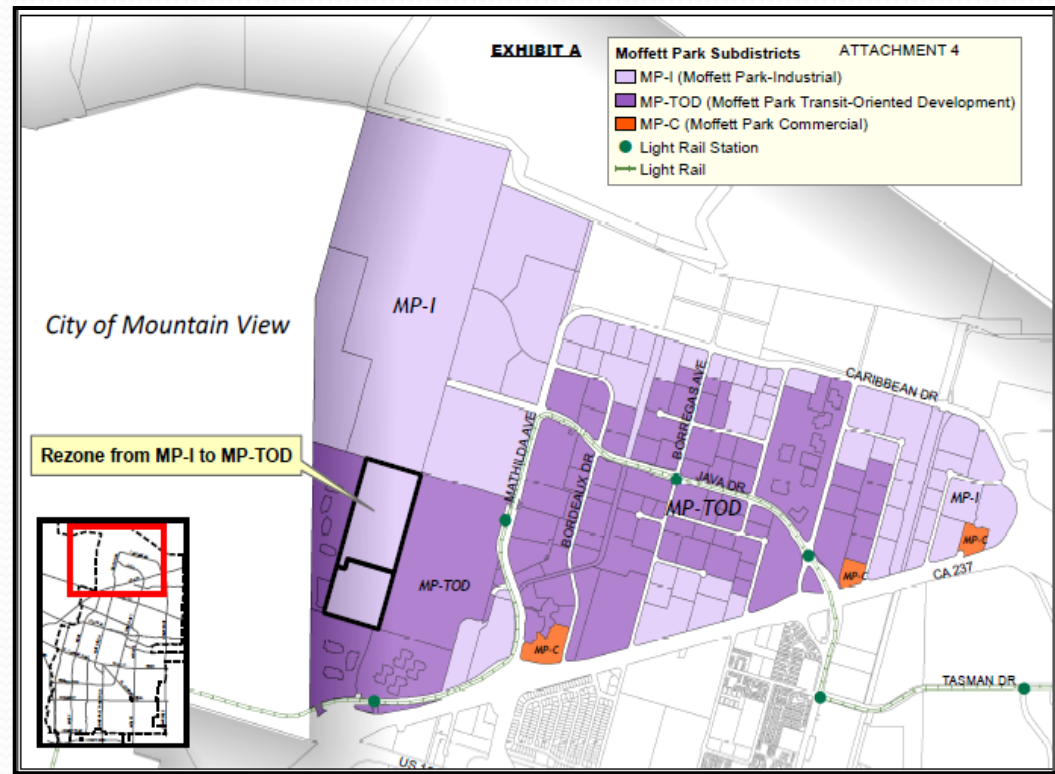 EXHIBIT A
ATTACHMENT 4
Moffett Park Subdistricts
MP-I (Moffett Park-Industrial)
MP-TOD (Moffett Park Transit-Oriented Development)
MP-C (Moffett Park Commercial)
Light Rail Station
Light Rail
City of Mountain View
MP-I
CARIBBEAN DR
BORREGAS AVE
MATHILDA AVE
Rezone from MP-I to MP-TOD
BORDEAUX DR
JAVA DR
MP-TOD
MP-I
MP-C
MP-C
CA 237
MP-TOD
MP-C
TASMAN DR